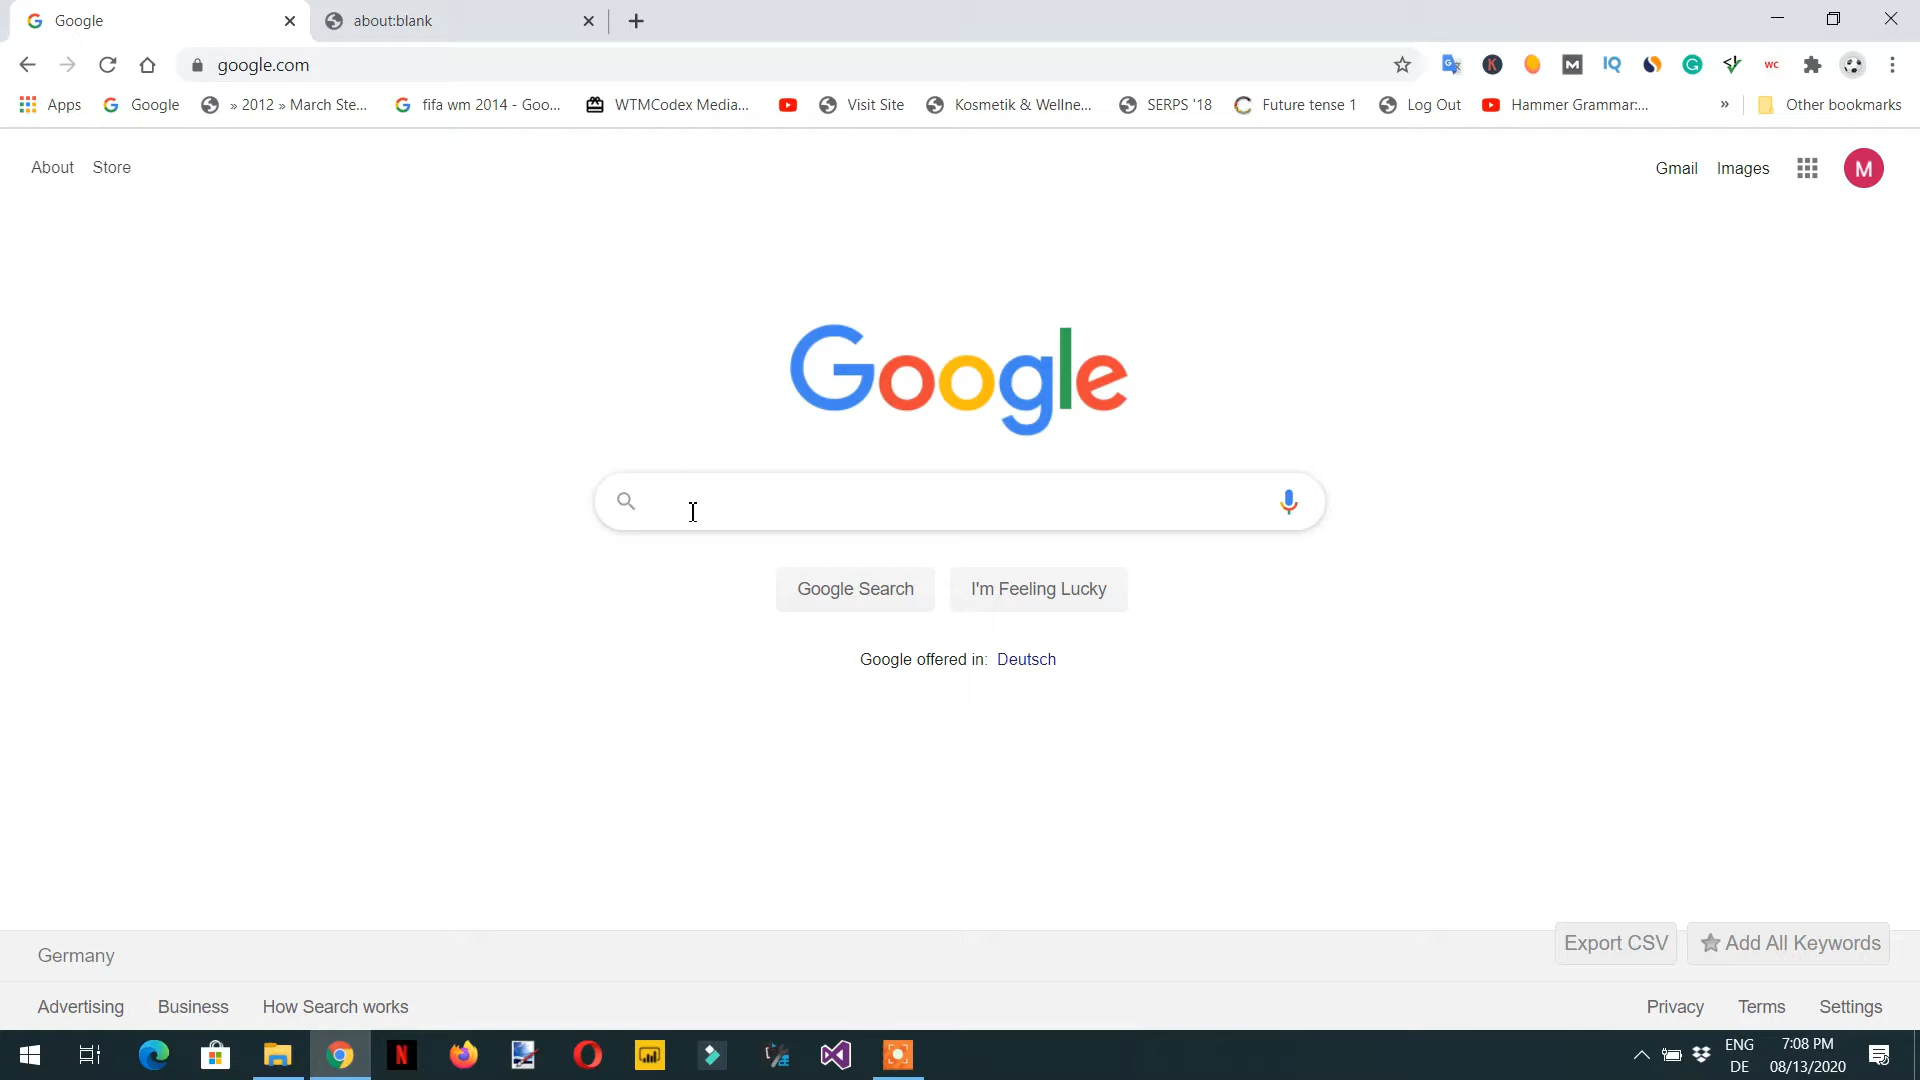 Google
about:blank
google.com
Apps
Google
» 2012 » March Ste...
fifa wm 2014 - Goo...
WTMCodex Media...
Visit Site
Kosmetik & Wellne...
SERPS '18
Future tense 1
Log Out
Hammer Grammar:...
»
Other bookmarks
About
Store
Gmail
Images
M
Google
Google Search
I'm Feeling Lucky
Google offered in: Deutsch
Germany
Export CSV
Add All Keywords
Advertising
Business
How Search works
Privacy
Terms
Settings
ENG
DE
7:08 PM
08/13/2020